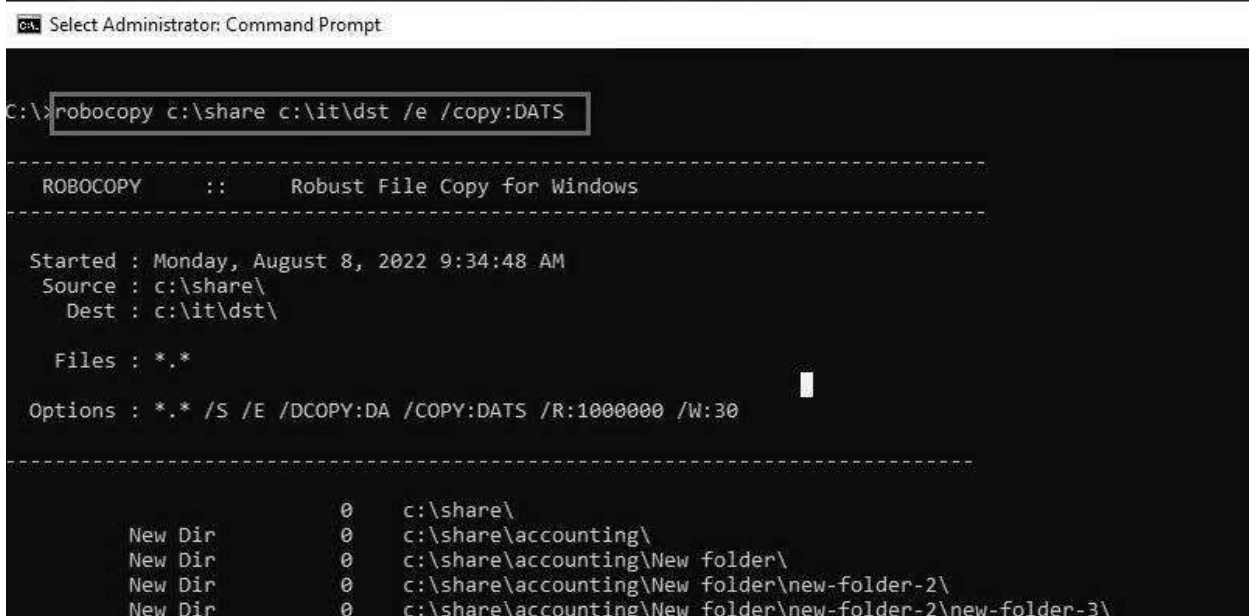 Select Administrator: Command Prompt
C:\>robocopy c:\share c:\it\dst /e /copy:DATS
-------------------------------------------------------------------------------
ROBOCOPY     ::     Robust File Copy for Windows
-------------------------------------------------------------------------------
Started : Monday, August 8, 2022 9:34:48 AM
Source : c:\share\
Dest : c:\it\dst\
Files : *.*
Options : *.* /S /E /DCOPY:DA /COPY:DATS /R:1000000 /W:30
------------------------------------------------------------------------------
0    c:\share\
New Dir          0    c:\share\accounting\
New Dir          0    c:\share\accounting\New folder\
New Dir          0    c:\share\accounting\New folder\new-folder-2\
New Dir          0    c:\share\accounting\New folder\new-folder-2\new-folder-3\